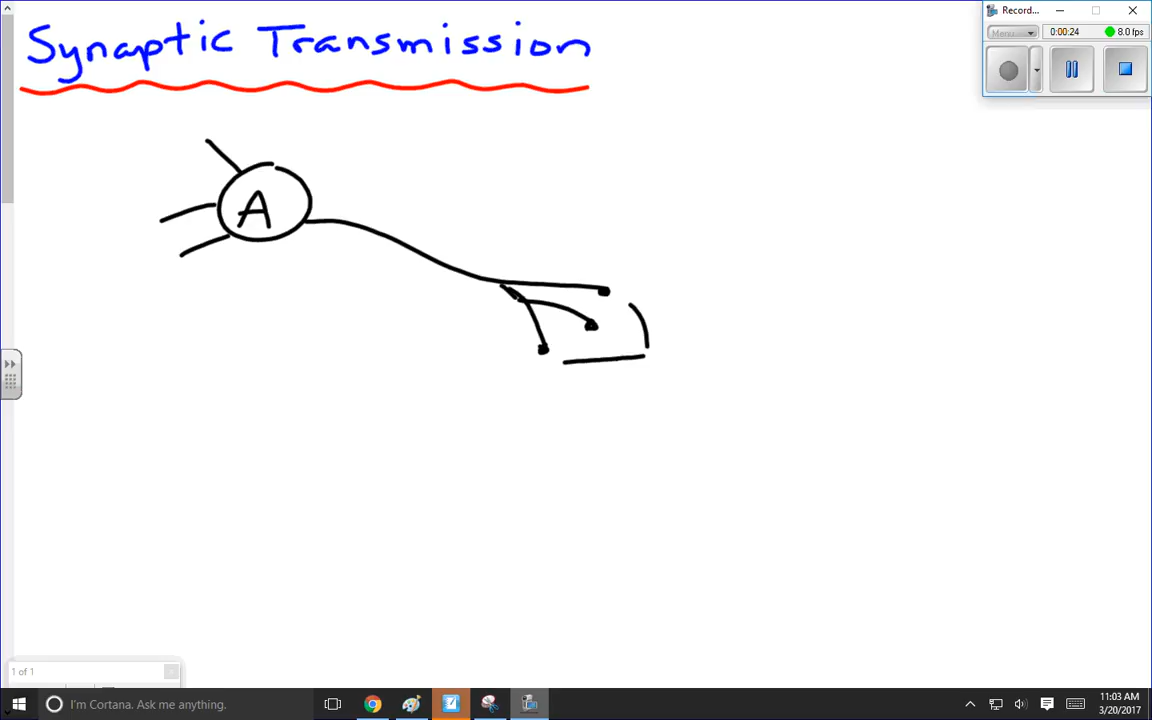 Synaptic Transmission
Record...
Menu
0:00:24
8.0 fps
A
1 of 1
I'm Cortana. Ask me anything.
11:03 AM
3/20/2017